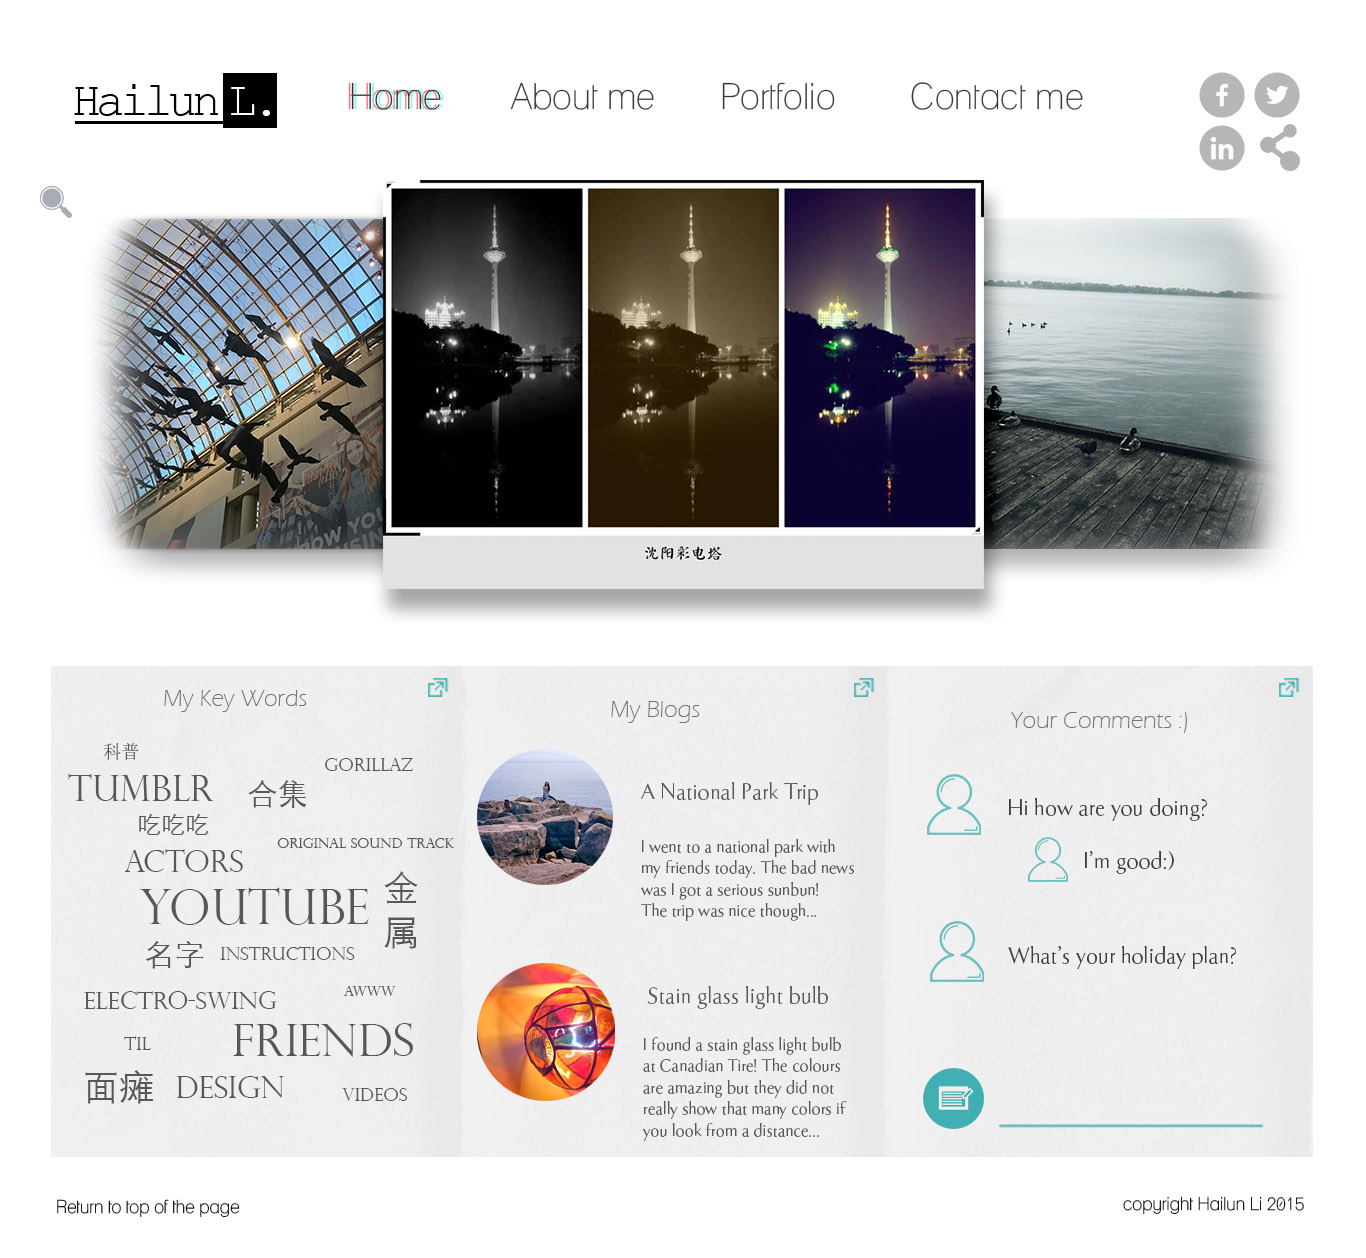 Hailun L.
Home
About me
Portfolio
Contact me
沈阳彩电塔
My Key Words
科普
GORILLAZ
TUMBLR
合集
吃吃吃
ORIGINAL SOUND TRACK
ACTORS
YOUTUBE
金属
名字
INSTRUCTIONS
ELECTRO-SWING
AWWW
FRIENDS
TIL
面瘫
DESIGN
VIDEOS
My Blogs
A National Park Trip
I went to a national park with
my friends today. The bad news
was I got a serious sunbun!
The trip was nice though...
Stain glass light bulb
I found a stain glass light bulb
at Canadian Tire! The colours
are amazing but they did not
really show that many colors if
you look from a distance...
Your Comments :)
Hi how are you doing?
I'm good:)
What's your holiday plan?
Return to top of the page
copyright Hailun Li 2015